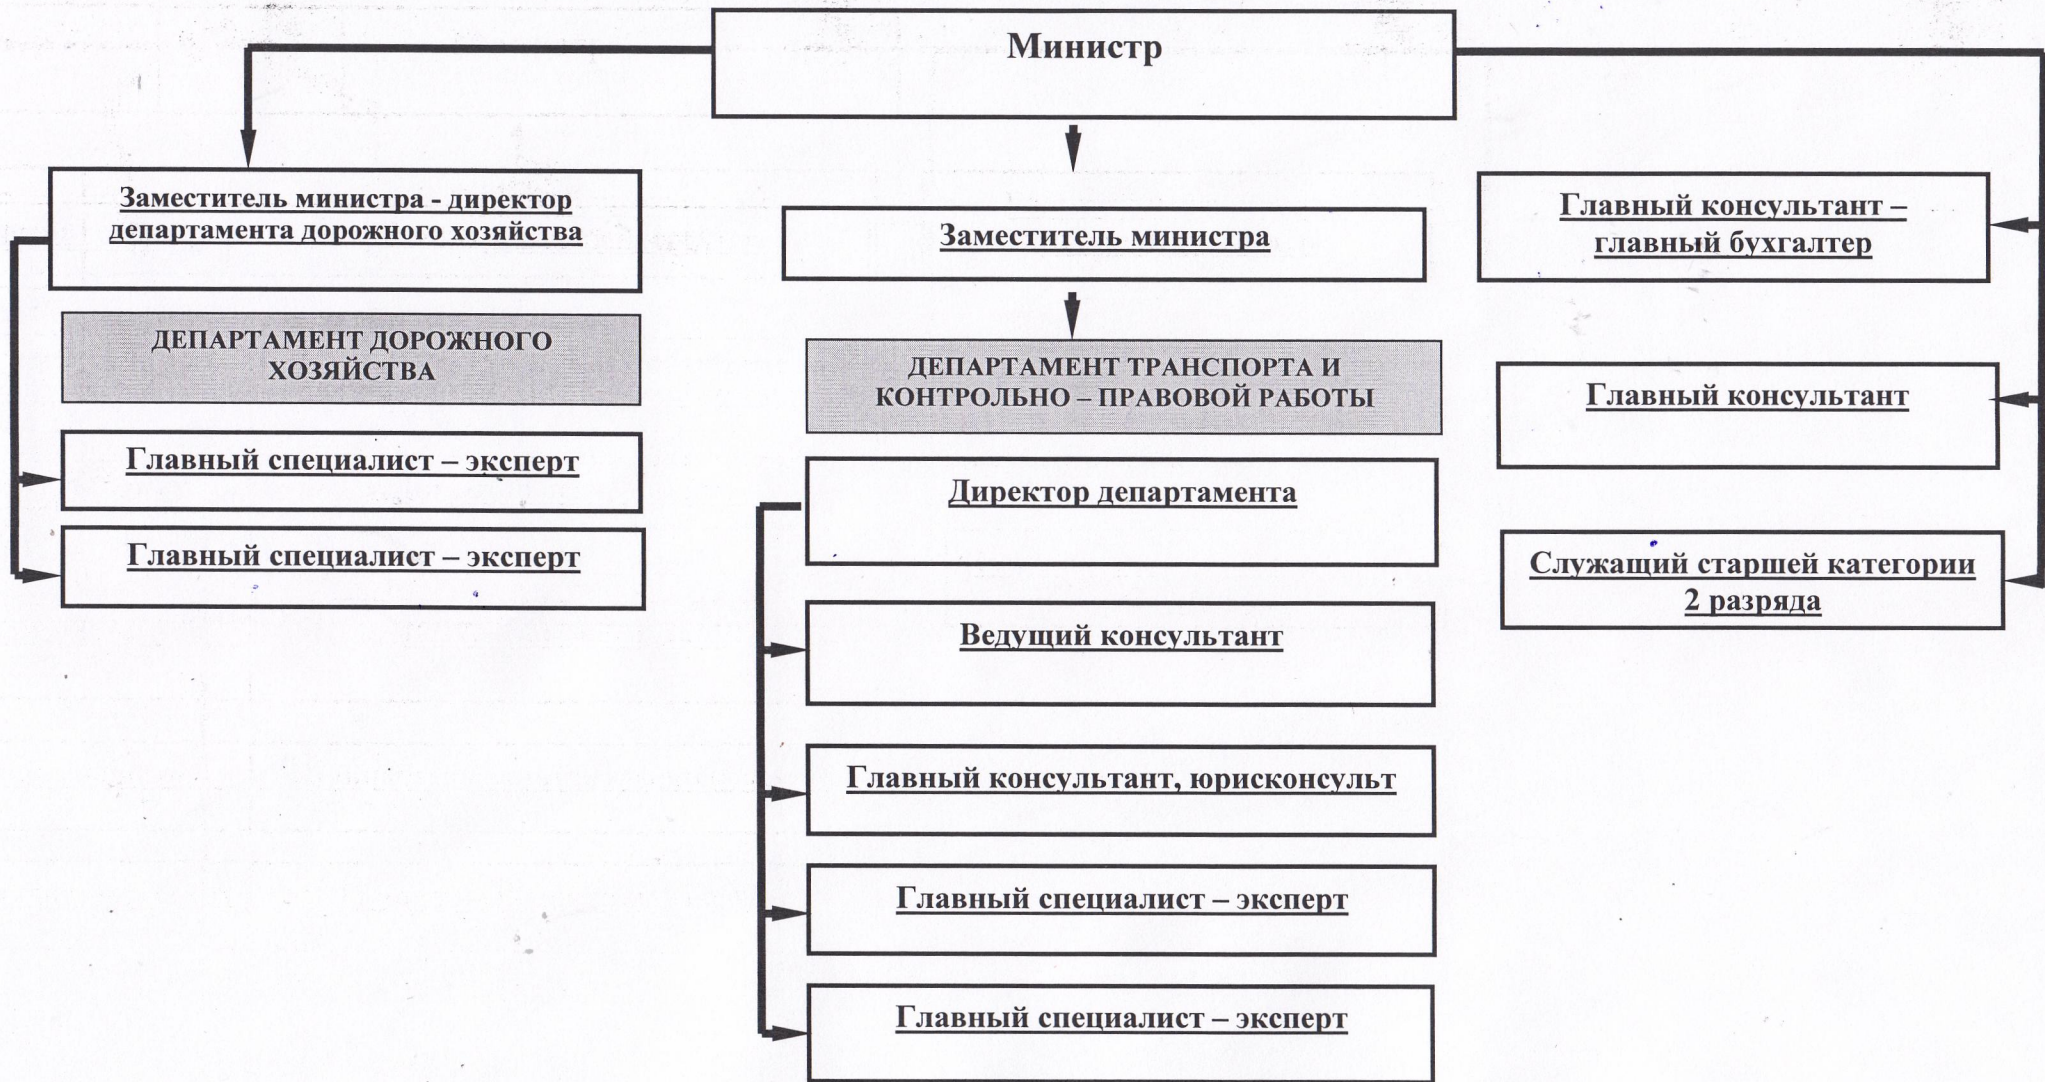 Министр
Заместитель министра - директор
департамента дорожного хозяйства
ДЕПАРТАМЕНТ ДОРОЖНОГО
ХОЗЯЙСТВА
Главный специалист – эксперт
Главный специалист – эксперт
Заместитель министра
ДЕПАРТАМЕНТ ТРАНСПОРТА И
КОНТРОЛЬНО – ПРАВОВОЙ РАБОТЫ
Директор департамента
Ведущий консультант
Главный консультант, юрисконсульт
Главный специалист – эксперт
Главный специалист – эксперт
Главный консультант –
главный бухгалтер
Главный консультант
Служащий старшей категории
2 разряда